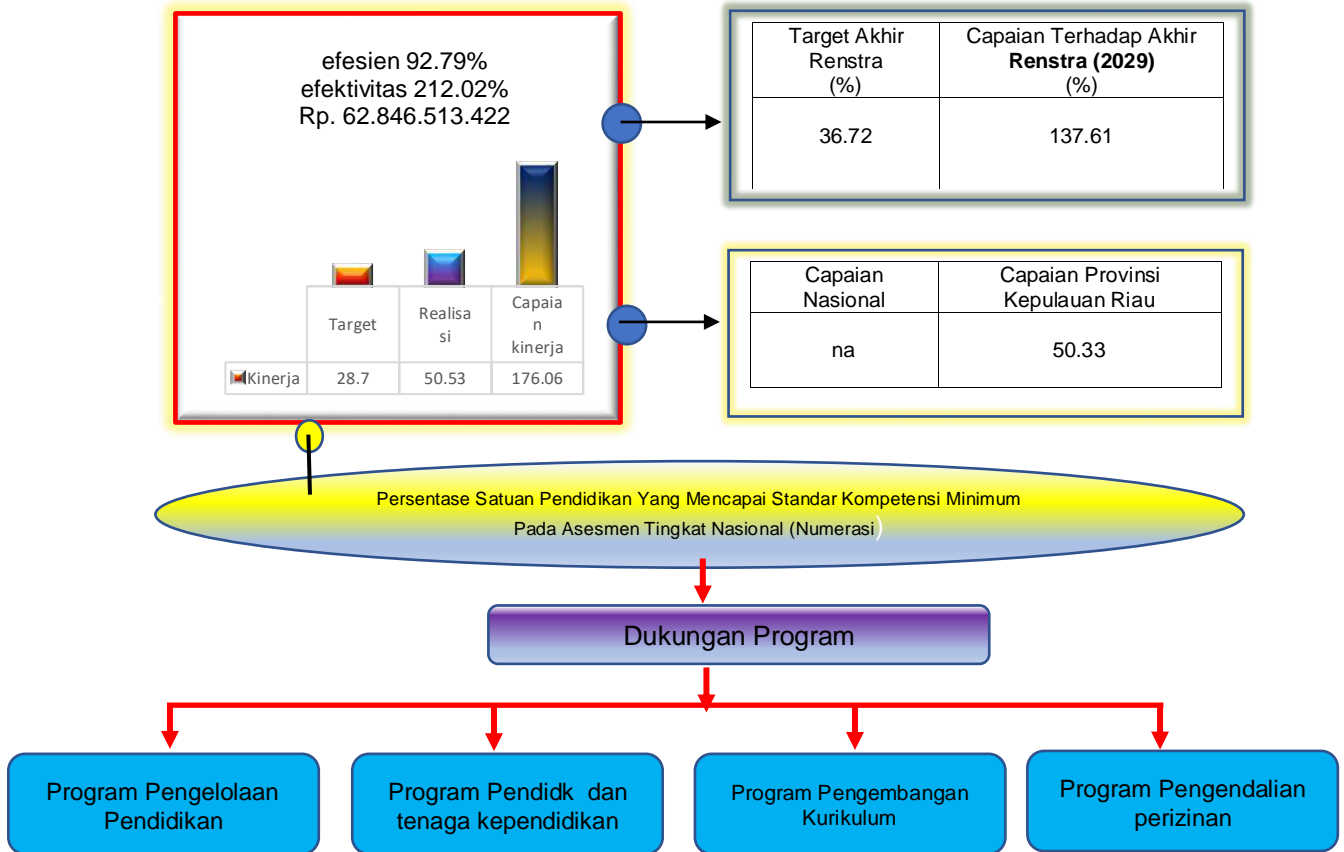 efesien 92.79%
efektivitas 212.02%
Rp. 62.846.513.422
Target
Realisa
si
Capaia
n
kinerja
Kinerja 28.7 50.53 176.06
Target Akhir
Renstra
(%)
Capaian Terhadap Akhir
Renstra (2029)
(%)
36.72 137.61
Capaian
Nasional
Capaian Provinsi
Kepulauan Riau
na 50.33
Persentase Satuan Pendidikan Yang Mencapai Standar Kompetensi Minimum
Pada Asesmen Tingkat Nasional (Numerasi)
Dukungan Program
Program Pengelolaan
Pendidikan
Program Pendidk dan
tenaga kependidikan
Program Pengembangan
Kurikulum
Program Pengendalian
perizinan